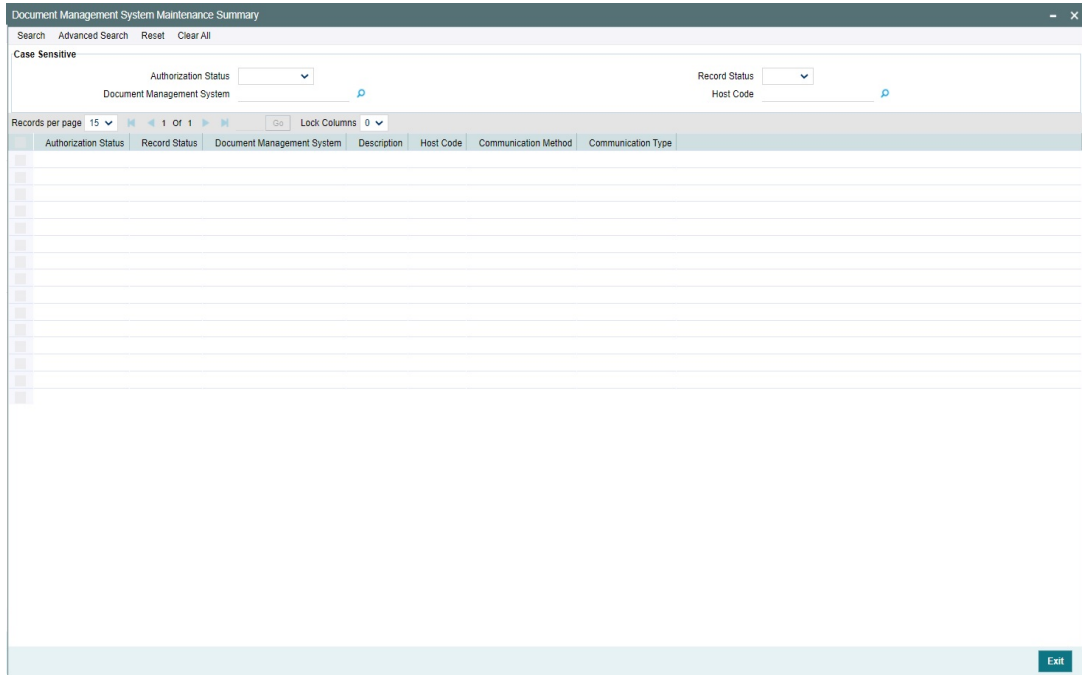 Document Management System Maintenance Summary
Search Advanced Search Reset Clear All
Case Sensitive
Authorization Status Record Status
Document Management System Host Code
Records per page 15 1 Of 1 Go Lock Columns 0
Authorization Status Record Status Document Management System Description Host Code Communication Method Communication Type
Exit